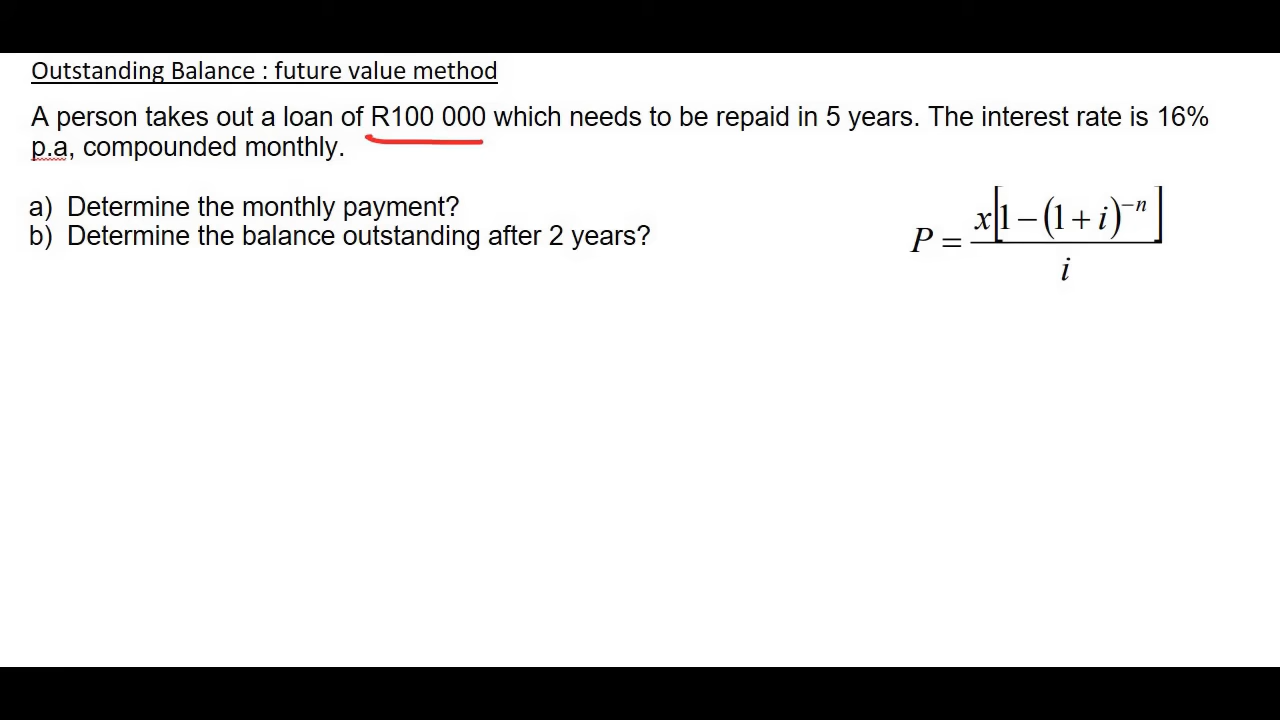 Outstanding Balance : future value method
A person takes out a loan of R100 000 which needs to be repaid in 5 years. The interest rate is 16%
p.a, compounded monthly.
a) Determine the monthly payment?
b) Determine the balance outstanding after 2 years?
P = x[1 − (1 + i)⁻ⁿ] / i